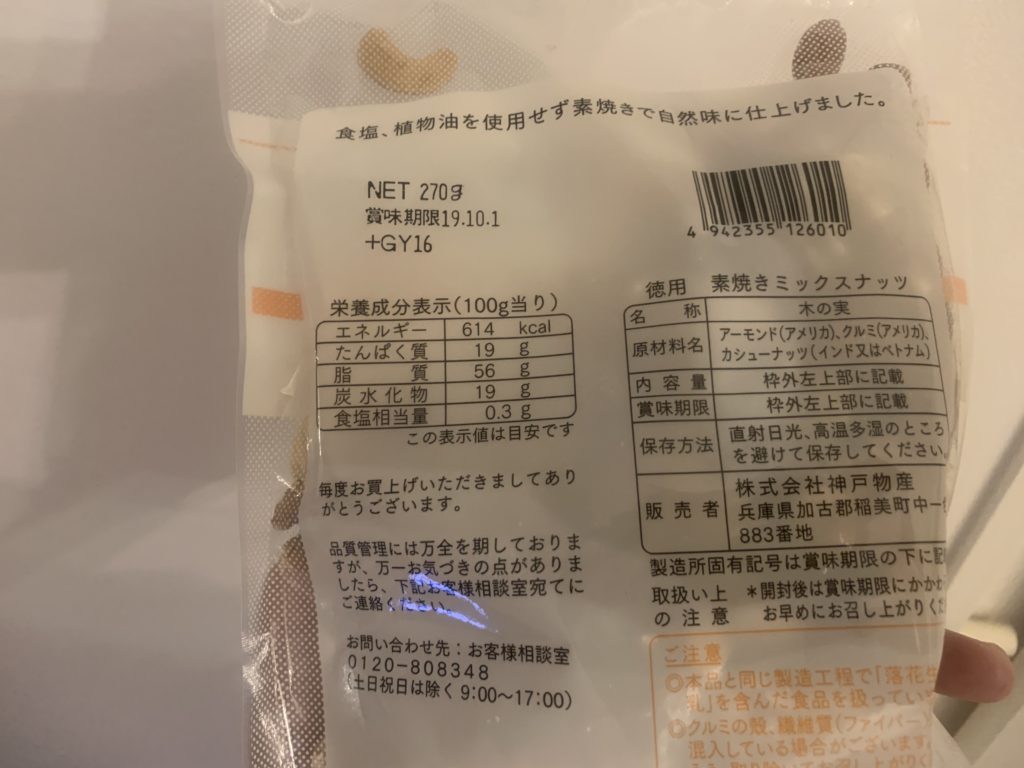 食塩、植物油を使用せず素焼きで自然味に仕上げました。
NET 270g
賞味期限19.10.1
+GY16
4 942355 126010
栄養成分表示(100g当り)
エネルギー 614 kcal
たんぱく質 19 g
脂質 56 g
炭水化物 19 g
食塩相当量 0.3 g
この表示値は目安です
毎度お買上げいただきましてあり
がとうございます。
品質管理には万全を期しておりま
すが、万一お気づきの点がありま
したら、下記お客様相談室宛てに
ご連絡ください。
お問い合わせ先:お客様相談室
0120-808348
(土日祝日は除く 9:00〜17:00)
徳用 素焼きミックスナッツ
名称 木の実
原材料名 アーモンド(アメリカ)、クルミ(アメリカ)、
カシューナッツ(インド又はベトナム)
内容量 枠外左上部に記載
賞味期限 枠外左上部に記載
保存方法 直射日光、高温多湿のところ
を避けて保存してください。
販売者 株式会社神戸物産
兵庫県加古郡稲美町中一
883番地
製造所固有記号は賞味期限の下に記
取扱い上 *開封後は賞味期限にかかわ
の注意 お早めにお召し上がりくだ
ご注意
◎本品と同じ製造工程で「落花生
乳」を含んだ食品を扱ってい
◎クルミの殻、繊維質(ファイバー)
混入している場合がございます。